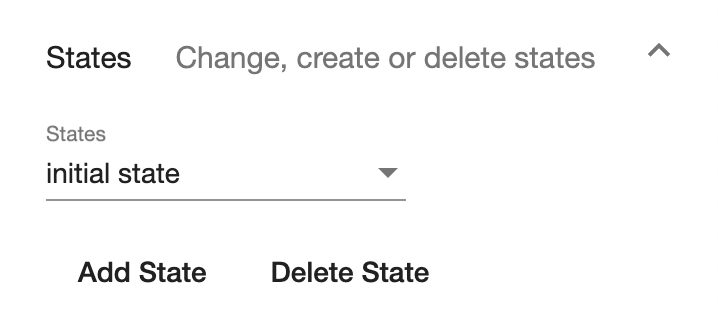 States Change, create or delete states
States
initial state
Add State Delete State